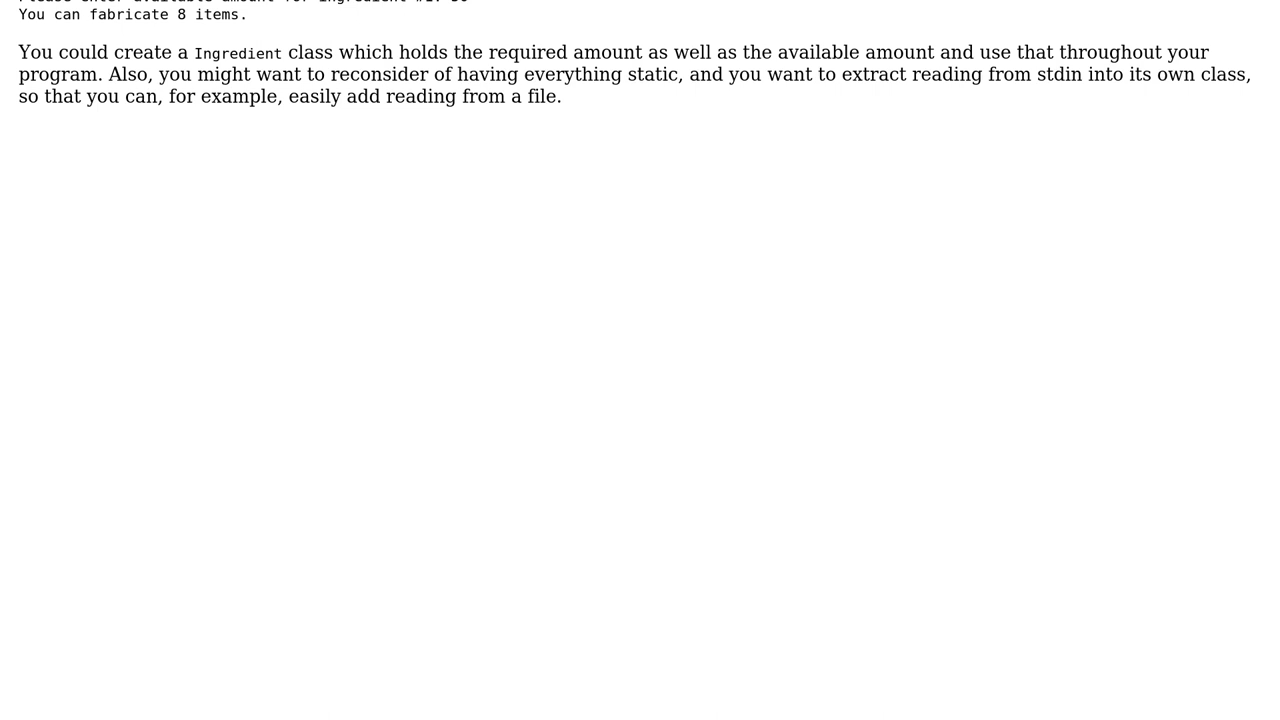 You can fabricate 8 items.
You could create a Ingredient class which holds the required amount as well as the available amount and use that throughout your
program. Also, you might want to reconsider of having everything static, and you want to extract reading from stdin into its own class,
so that you can, for example, easily add reading from a file.